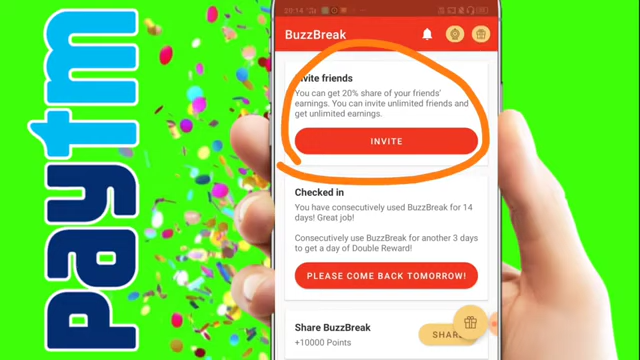 paytm
20:14
BuzzBreak
Invite friends
You can get 20% share of your friends'
earnings. You can invite unlimited friends and
get unlimited earnings.
INVITE
Checked in
You have consecutively used BuzzBreak for 14
days! Great job!
Consecutively use BuzzBreak for another 3 days
to get a day of Double Reward!
PLEASE COME BACK TOMORROW!
Share BuzzBreak
+10000 Points